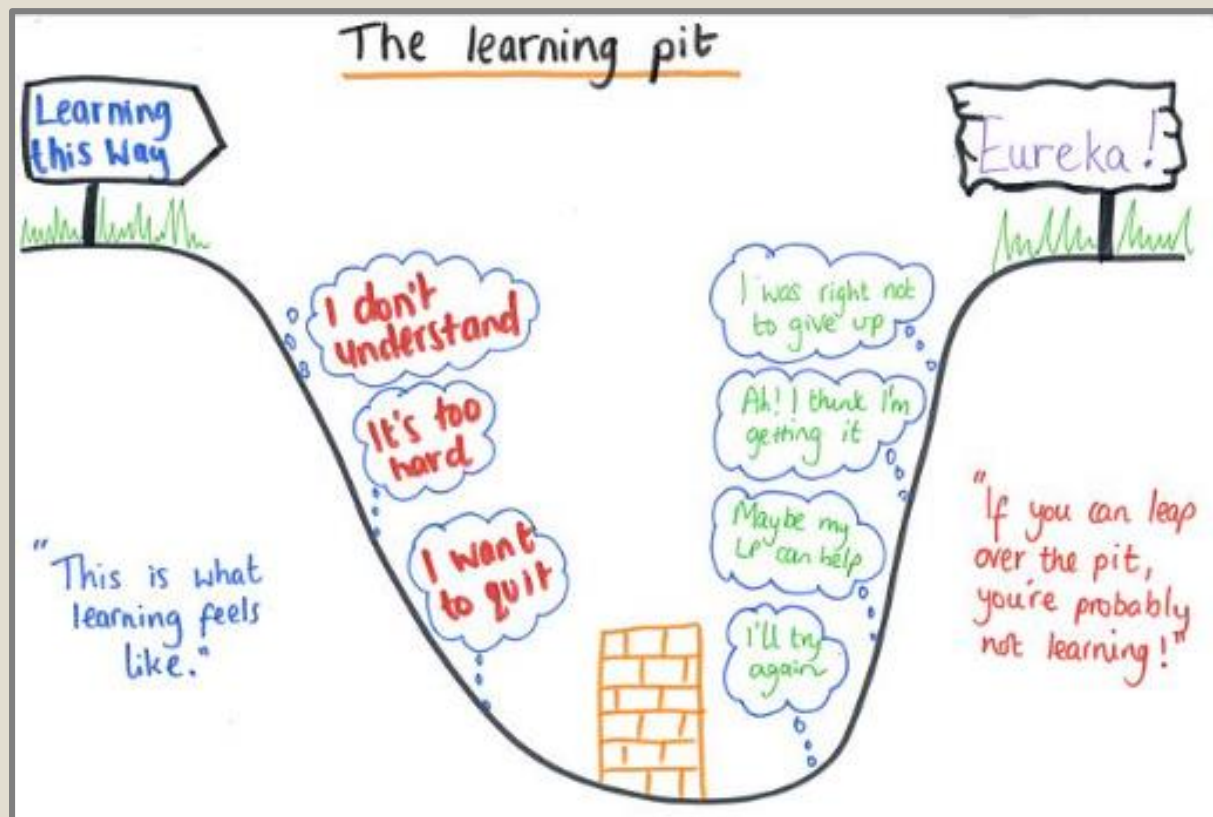 The learning pit
Learning
this Way
Eureka!
I don't
understand
It's too
hard
I want
to quit
I was right not
to give up
Ah! I think I'm
getting it
Maybe my
LP can help
I'll try
again
"This is what
learning feels
like."
"If you can leap
over the pit,
you're probably
not learning!"